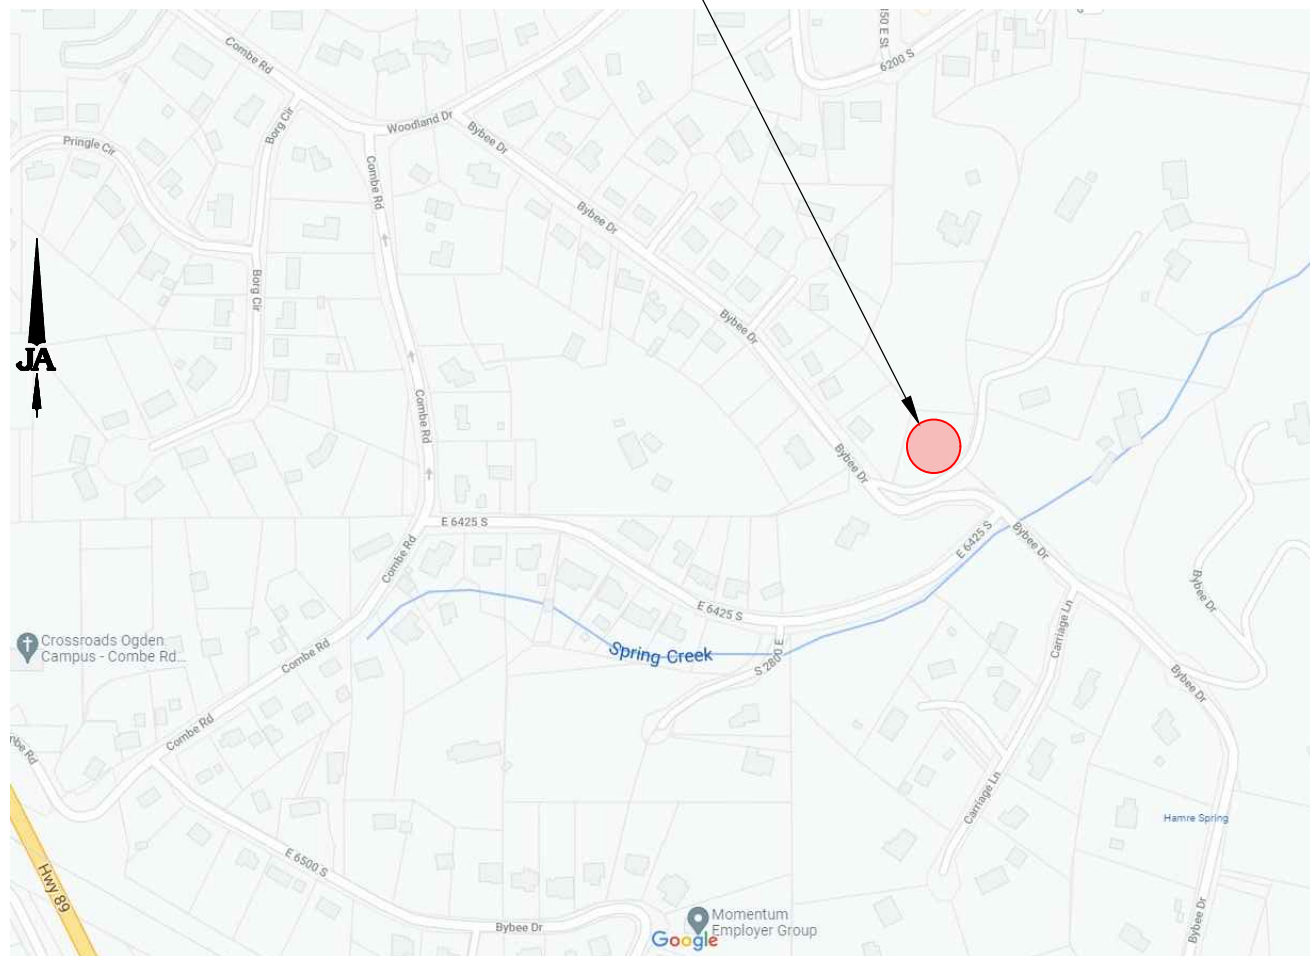 50 E St
6200 S
Combe Rd
Woodland Dr
Bybee Dr
Borg Cir
Pringle Cir
Combe Rd
Bybee Dr
Borg Cir
Bybee Dr
JA
Combe Rd
Bybee Dr
E 6425 S
E 6425 S
Bybee Dr
Combe Rd
Bybee Dr
E 6425 S
Carriage Ln
Crossroads Ogden
Campus - Combe Rd...
Combe Rd
Spring Creek
S 2800 E
Bybee Dr
Combe Rd
Carriage Ln
Hamre Spring
E 6500 S
Hwy 89
Bybee Dr
Bybee Dr
Momentum
Employer Group
Google